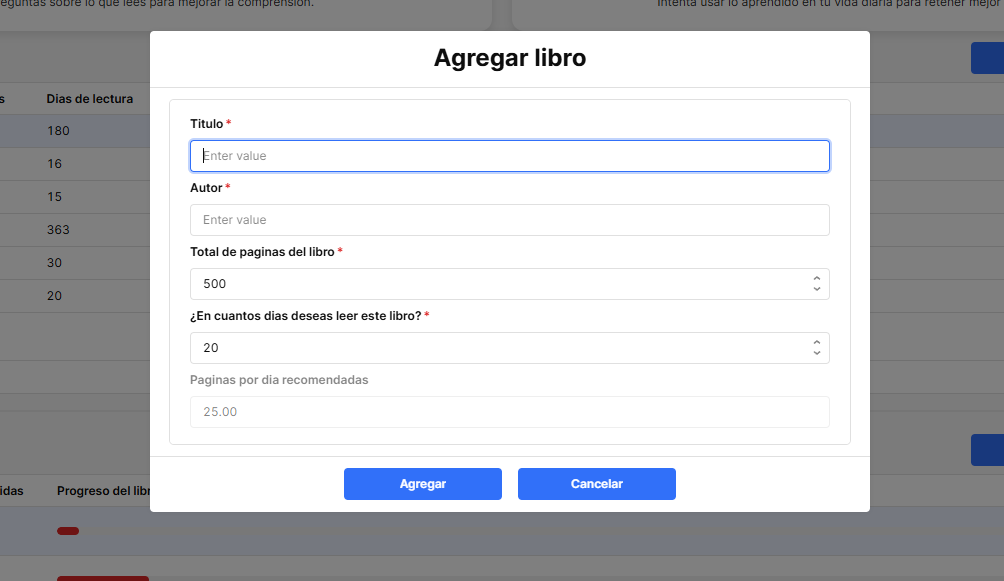 reguntas sobre lo que lees para mejorar la comprensión.
Intenta usar lo aprendido en tu vida diaria para retener mejor
Agregar libro
s
Dias de lectura
180
16
15
363
30
20
Titulo *
Enter value
Autor *
Enter value
Total de paginas del libro *
500
¿En cuantos dias deseas leer este libro? *
20
Paginas por dia recomendadas
25.00
Agregar
Cancelar
idas
Progreso del libr